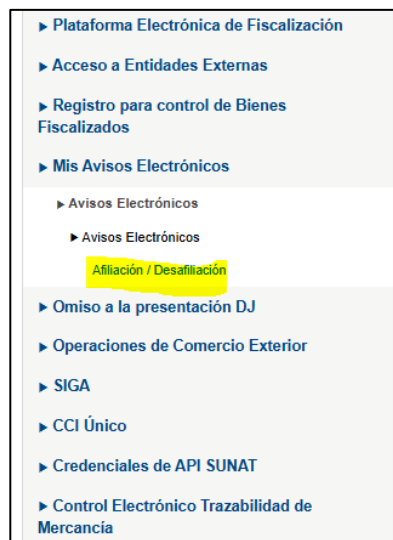 ▶ Plataforma Electrónica de Fiscalización
▶ Acceso a Entidades Externas
▶ Registro para control de Bienes
Fiscalizados
▶ Mis Avisos Electrónicos
▶ Avisos Electrónicos
▶ Avisos Electrónicos
Afiliación / Desafiliación
▶ Omiso a la presentación DJ
▶ Operaciones de Comercio Exterior
▶ SIGA
▶ CCI Único
▶ Credenciales de API SUNAT
▶ Control Electrónico Trazabilidad de
Mercancía